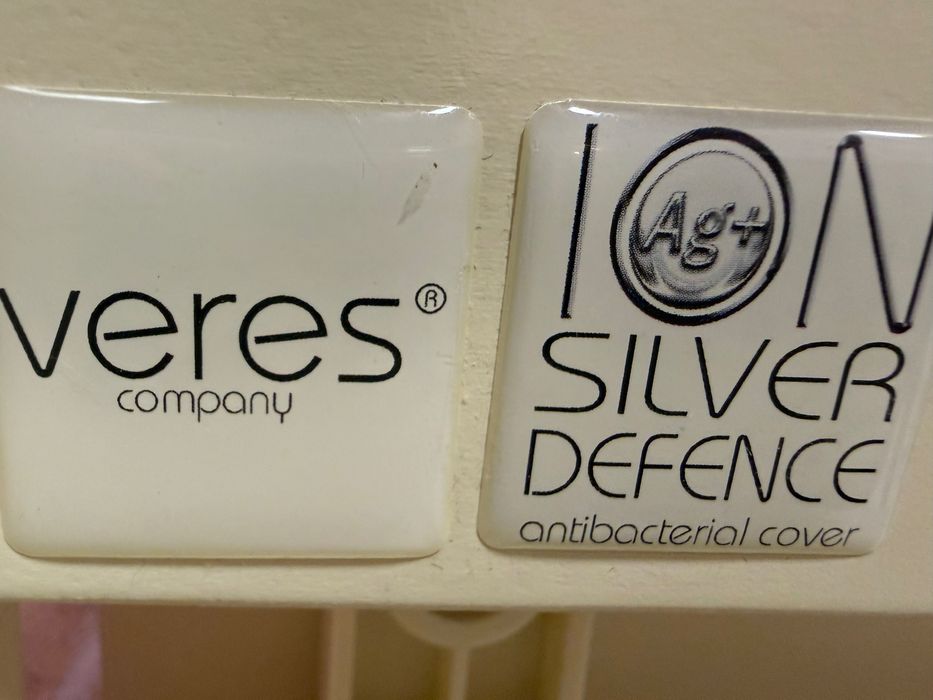 veres®
company
ION
Ag+
SILVER
DEFENCE
antibacterial cover